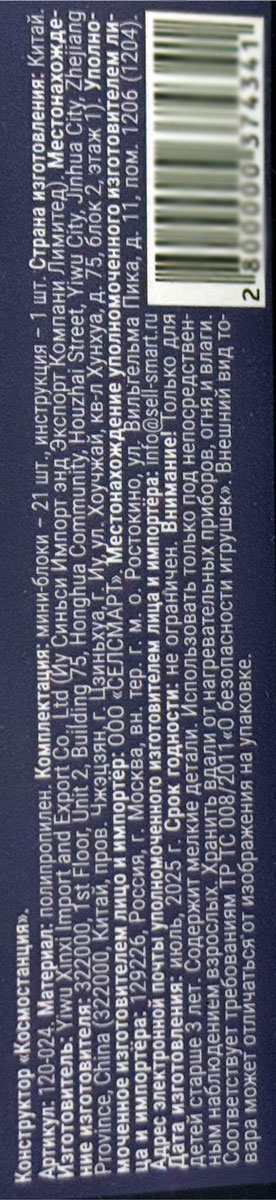 Конструктор «Космостанция».
Артикул: 120-024. Материал: полипропилен. Комплектация: мини-блоки – 21 шт., инструкция – 1 шт. Страна изготовления: Китай.
Изготовитель: Yiwu Xinxi Import and Export Co., Ltd (Иу Синьси Импорт энд Экспорт Компани Лимитед). Местонахожде-
ние изготовителя: 322000, 1st Floor, Unit 2, Building 75, Honghua Community, Houzhai Street, Yiwu City, Jinhua City, Zhejiang
Province, China (322000, Китай, пров. Чжэцзян, г. Цзиньхуа, г. Иу, ул. Хоучжай, кв-л Хунхуа, д. 75, блок 2, этаж 1). Уполно-
моченное изготовителем лицо и импортёр: ООО «СЕЛСМАРТ». Местонахождение уполномоченного изготовителем ли-
ца и импортёра: 129226, Россия, г. Москва, вн. тер. г. м. о. Ростокино, ул. Вильгельма Пика, д. 11, пом. 1206 (1204).
Адрес электронной почты уполномоченного изготовителем лица и импортёра: info@sell-smart.ru
Дата изготовления: июль, 2025 г. Срок годности: не ограничен. Внимание! Только для
детей старше 3 лет. Содержит мелкие детали. Использовать только под непосредствен-
ным наблюдением взрослых. Хранить вдали от нагревательных приборов, огня и влаги.
Соответствует требованиям ТР ТС 008/2011«О безопасности игрушек». Внешний вид то-
вара может отличаться от изображения на упаковке.
2 800000 374341